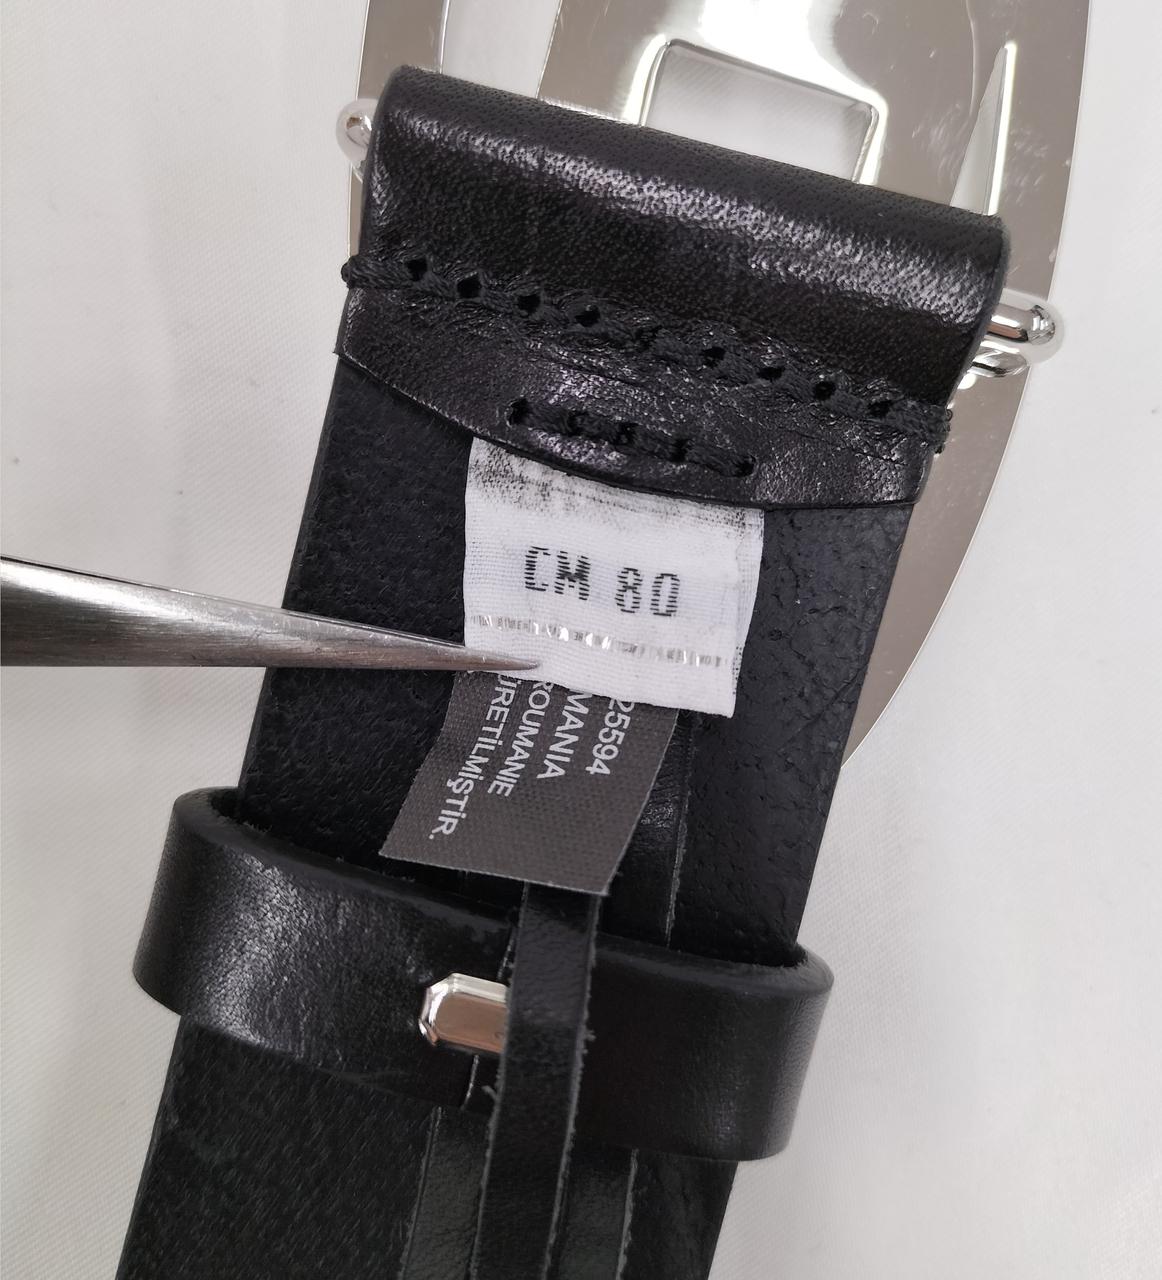 CM 80
25594
MANIA
ROUMANIE
ÜRETİLMİŞTİR.